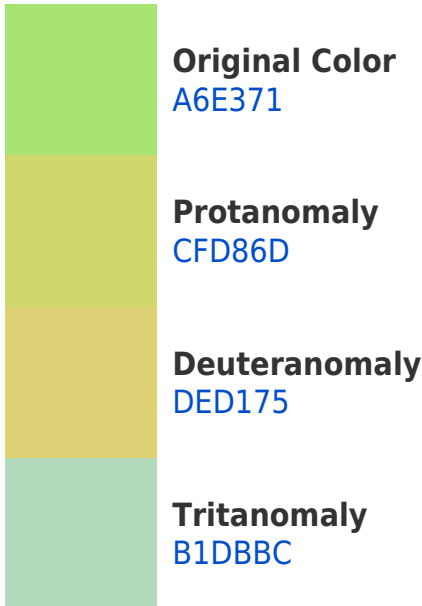 Original Color
A6E371
Protanomaly
CFD86D
Deuteranomaly
DED175
Tritanomaly
B1DBBC